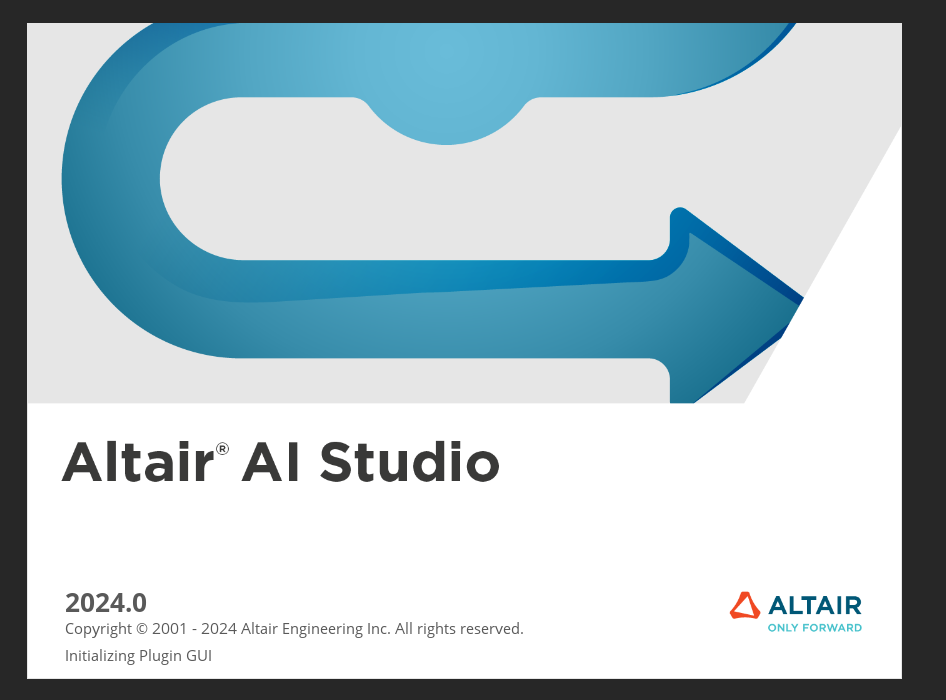 Altair® AI Studio
2024.0
Copyright © 2001 - 2024 Altair Engineering Inc. All rights reserved.
Initializing Plugin GUI
ALTAIR
ONLY FORWARD